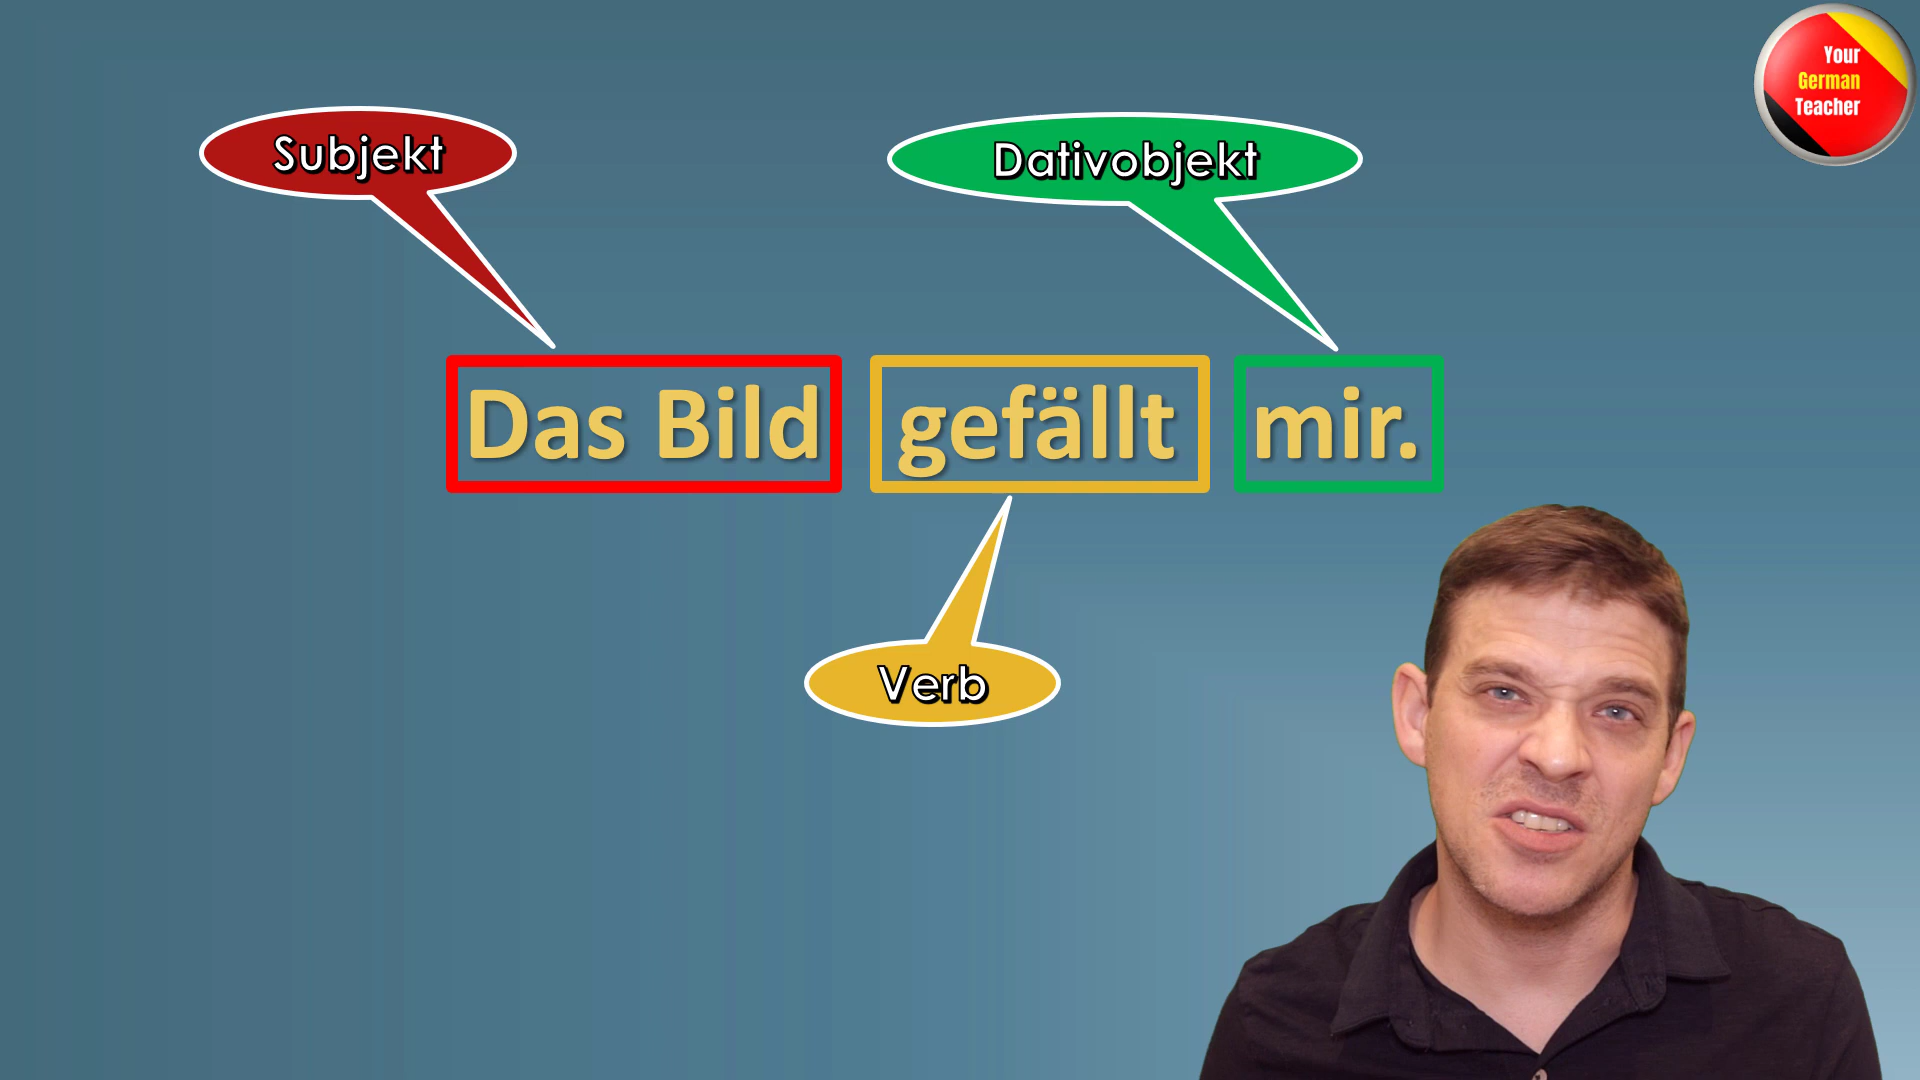 Your
German
Teacher
Subjekt
Dativobjekt
Das Bild gefällt mir.
Verb